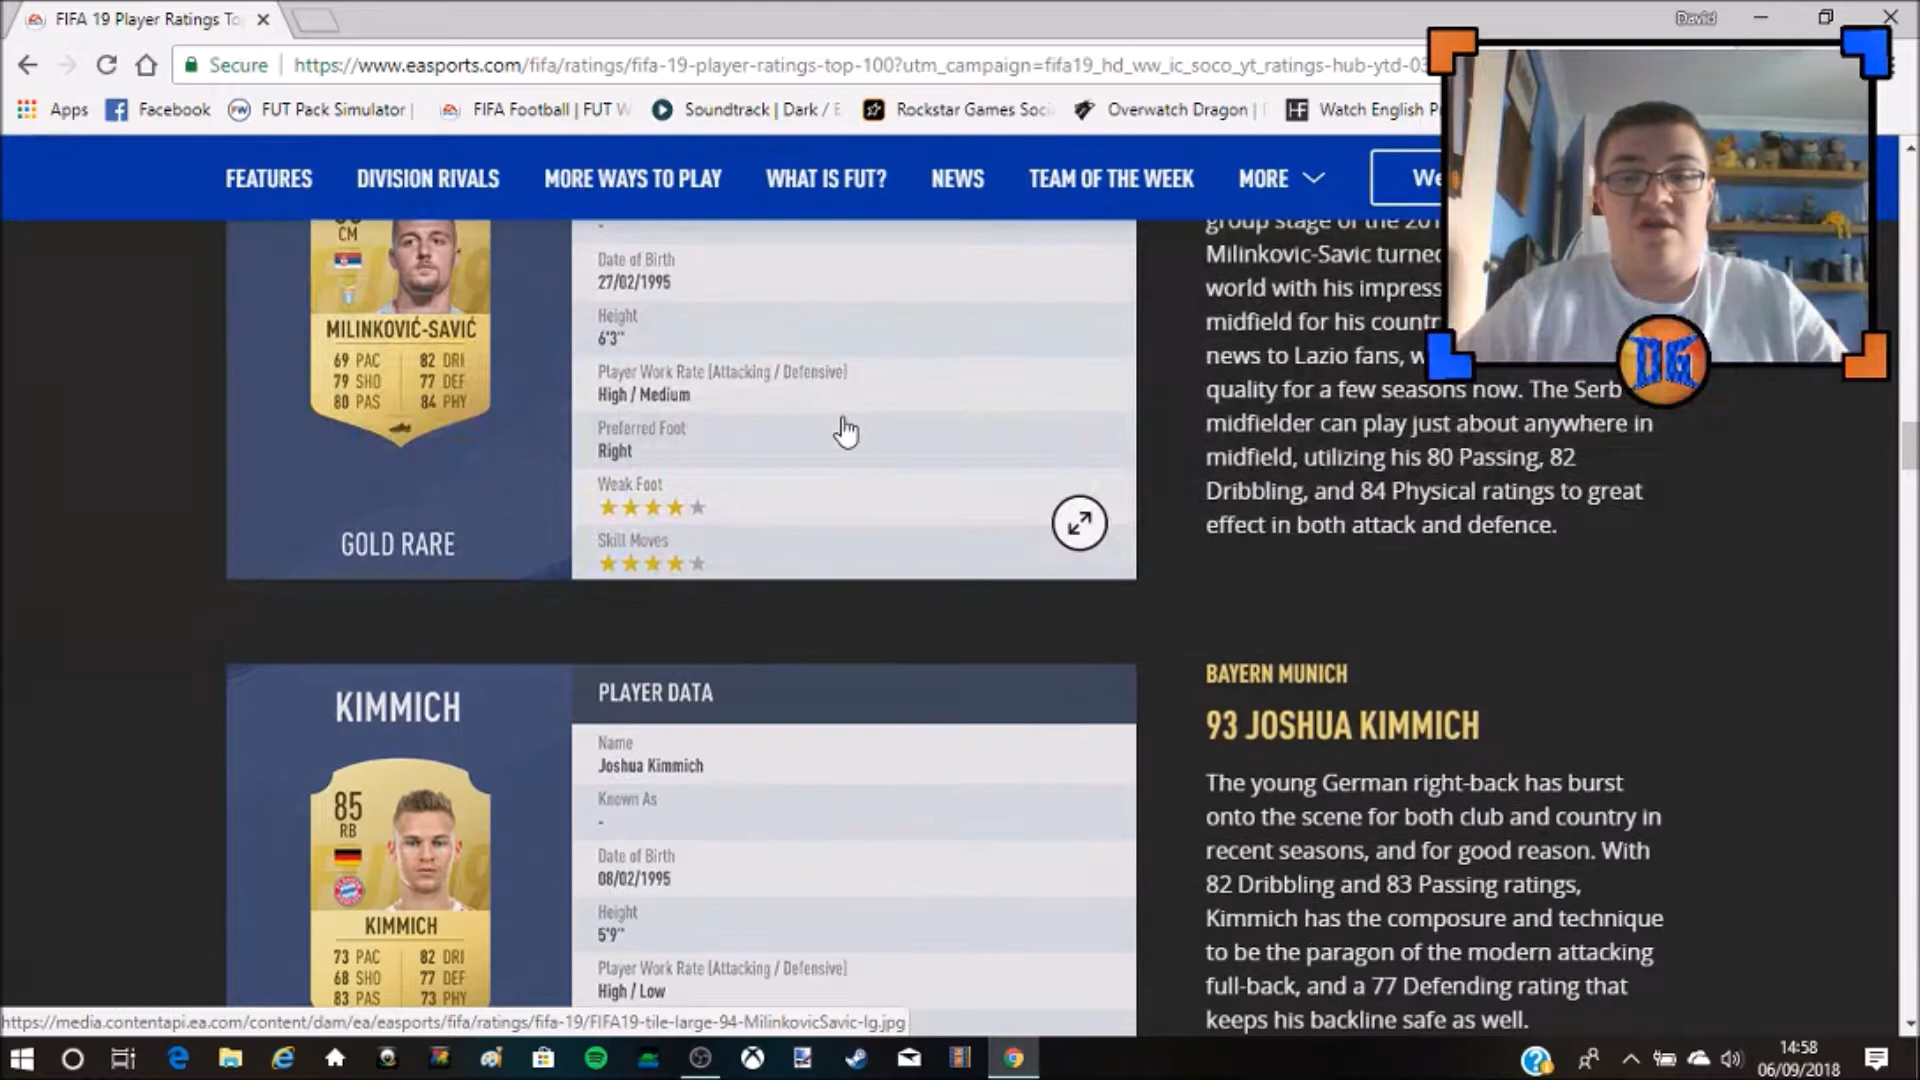 FIFA 19 Player Ratings To
David
Secure https://www.easports.com/fifa/ratings/fifa-19-player-ratings-top-100?utm_campaign=fifa19_hd_ww_ic_soco_yt_ratings-hub-ytd-03
Apps Facebook FUT Pack Simulator | FIFA Football | FUT W Soundtrack | Dark / E Rockstar Games Soci Overwatch Dragon | Watch English P
FEATURES DIVISION RIVALS MORE WAYS TO PLAY WHAT IS FUT? NEWS TEAM OF THE WEEK MORE We
CM
MILINKOVIĆ-SAVIĆ
69 PAC 82 DRI
79 SHO 77 DEF
80 PAS 84 PHY
GOLD RARE
-
Date of Birth
27/02/1995
Height
6'3"
Player Work Rate (Attacking / Defensive)
High / Medium
Preferred Foot
Right
Weak Foot
Skill Moves
group stage of the 201
Milinkovic-Savic turned
world with his impress
midfield for his countr
news to Lazio fans, w
quality for a few seasons now. The Serb
midfielder can play just about anywhere in
midfield, utilizing his 80 Passing, 82
Dribbling, and 84 Physical ratings to great
effect in both attack and defence.
DG
KIMMICH
85
RB
KIMMICH
73 PAC 82 DRI
68 SHO 77 DEF
83 PAS 73 PHY
PLAYER DATA
Name
Joshua Kimmich
Known As
-
Date of Birth
08/02/1995
Height
5'9"
Player Work Rate (Attacking / Defensive)
High / Low
BAYERN MUNICH
93 JOSHUA KIMMICH
The young German right-back has burst
onto the scene for both club and country in
recent seasons, and for good reason. With
82 Dribbling and 83 Passing ratings,
Kimmich has the composure and technique
to be the paragon of the modern attacking
full-back, and a 77 Defending rating that
keeps his backline safe as well.
https://media.contentapi.ea.com/content/dam/ea/easports/fifa/ratings/fifa-19/FIFA19-tile-large-94-MilinkovicSavic-lg.jpg
14:58
06/09/2018